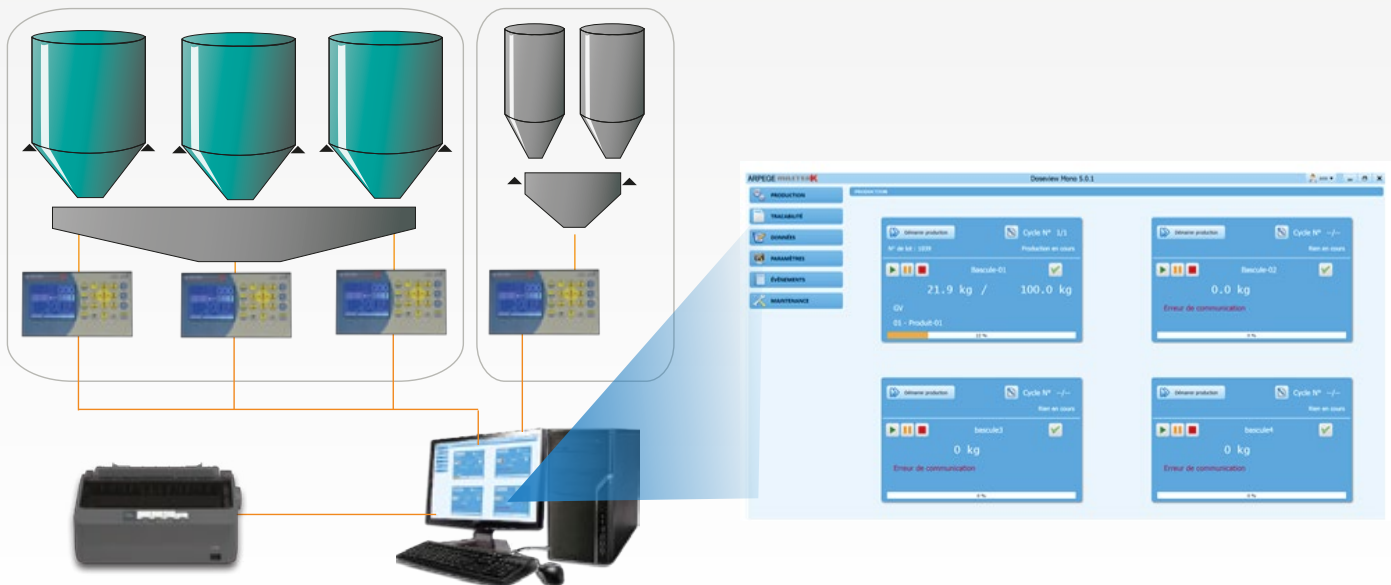 ARPEGE MASTER K
Doseview Mono 5.0.1
PRODUCTION
TRACABILITÉ
DONNÉES
PARAMÈTRES
ÉVÈNEMENTS
MAINTENANCE
PRODUCTION
Démarrer production
Cycle N° 1/1
N° de lot : 1039
Production en cours
Bascule-01
21.9 kg / 100.0 kg
GV
01 - Produit-01
22 %
Démarrer production
Cycle N° --/--
Rien en cours
Bascule-02
0.0 kg
Erreur de communication
0 %
Démarrer production
Cycle N° --/--
Rien en cours
bascule3
0 kg
Erreur de communication
0 %
Démarrer production
Cycle N° --/--
Rien en cours
bascule4
0 kg
Erreur de communication
0 %